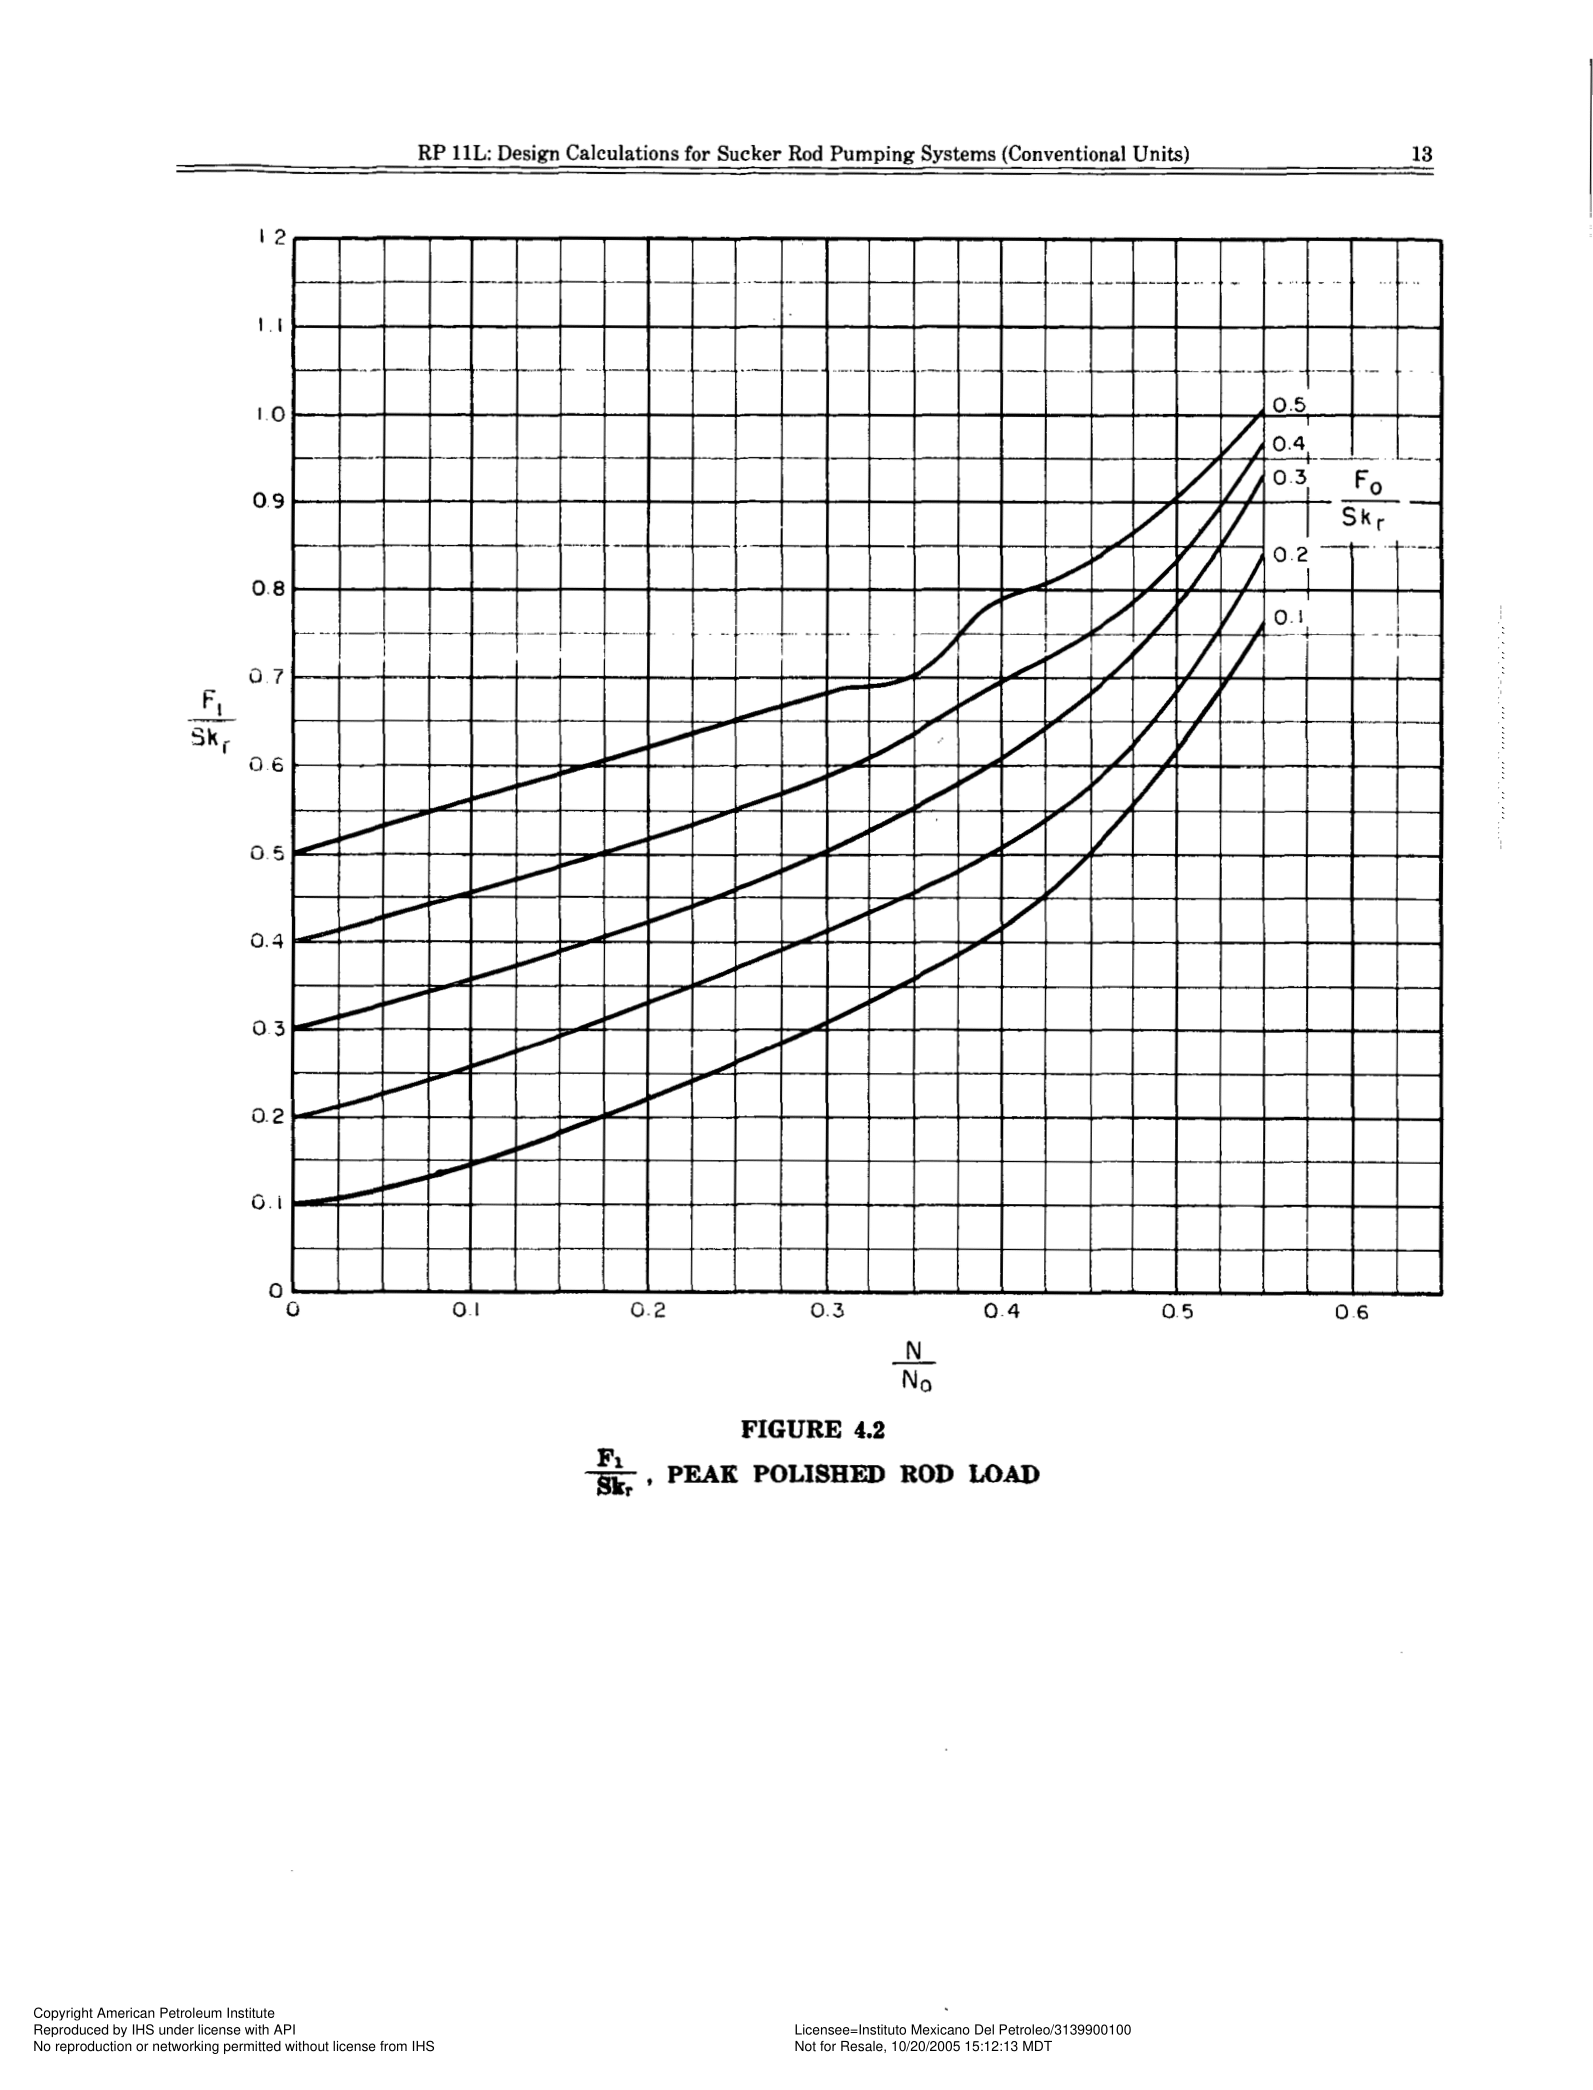 RP 11L: Design Calculations for Sucker Rod Pumping Systems (Conventional Units) 13
1 2
1.1
1.0
0.9
0.8
0.7
0.6
0.5
0.4
0.3
0.2
0.1
0
F1
Skr
0.5
0.4
0.3
0.2
0.1
Fo
Skr
0 0.1 0.2 0.3 0.4 0.5 0.6
N
No
FIGURE 4.2
F1
Skr , PEAK POLISHED ROD LOAD
Copyright American Petroleum Institute
Reproduced by IHS under license with API
No reproduction or networking permitted without license from IHS
Licensee=Instituto Mexicano Del Petroleo/3139900100
Not for Resale, 10/20/2005 15:12:13 MDT